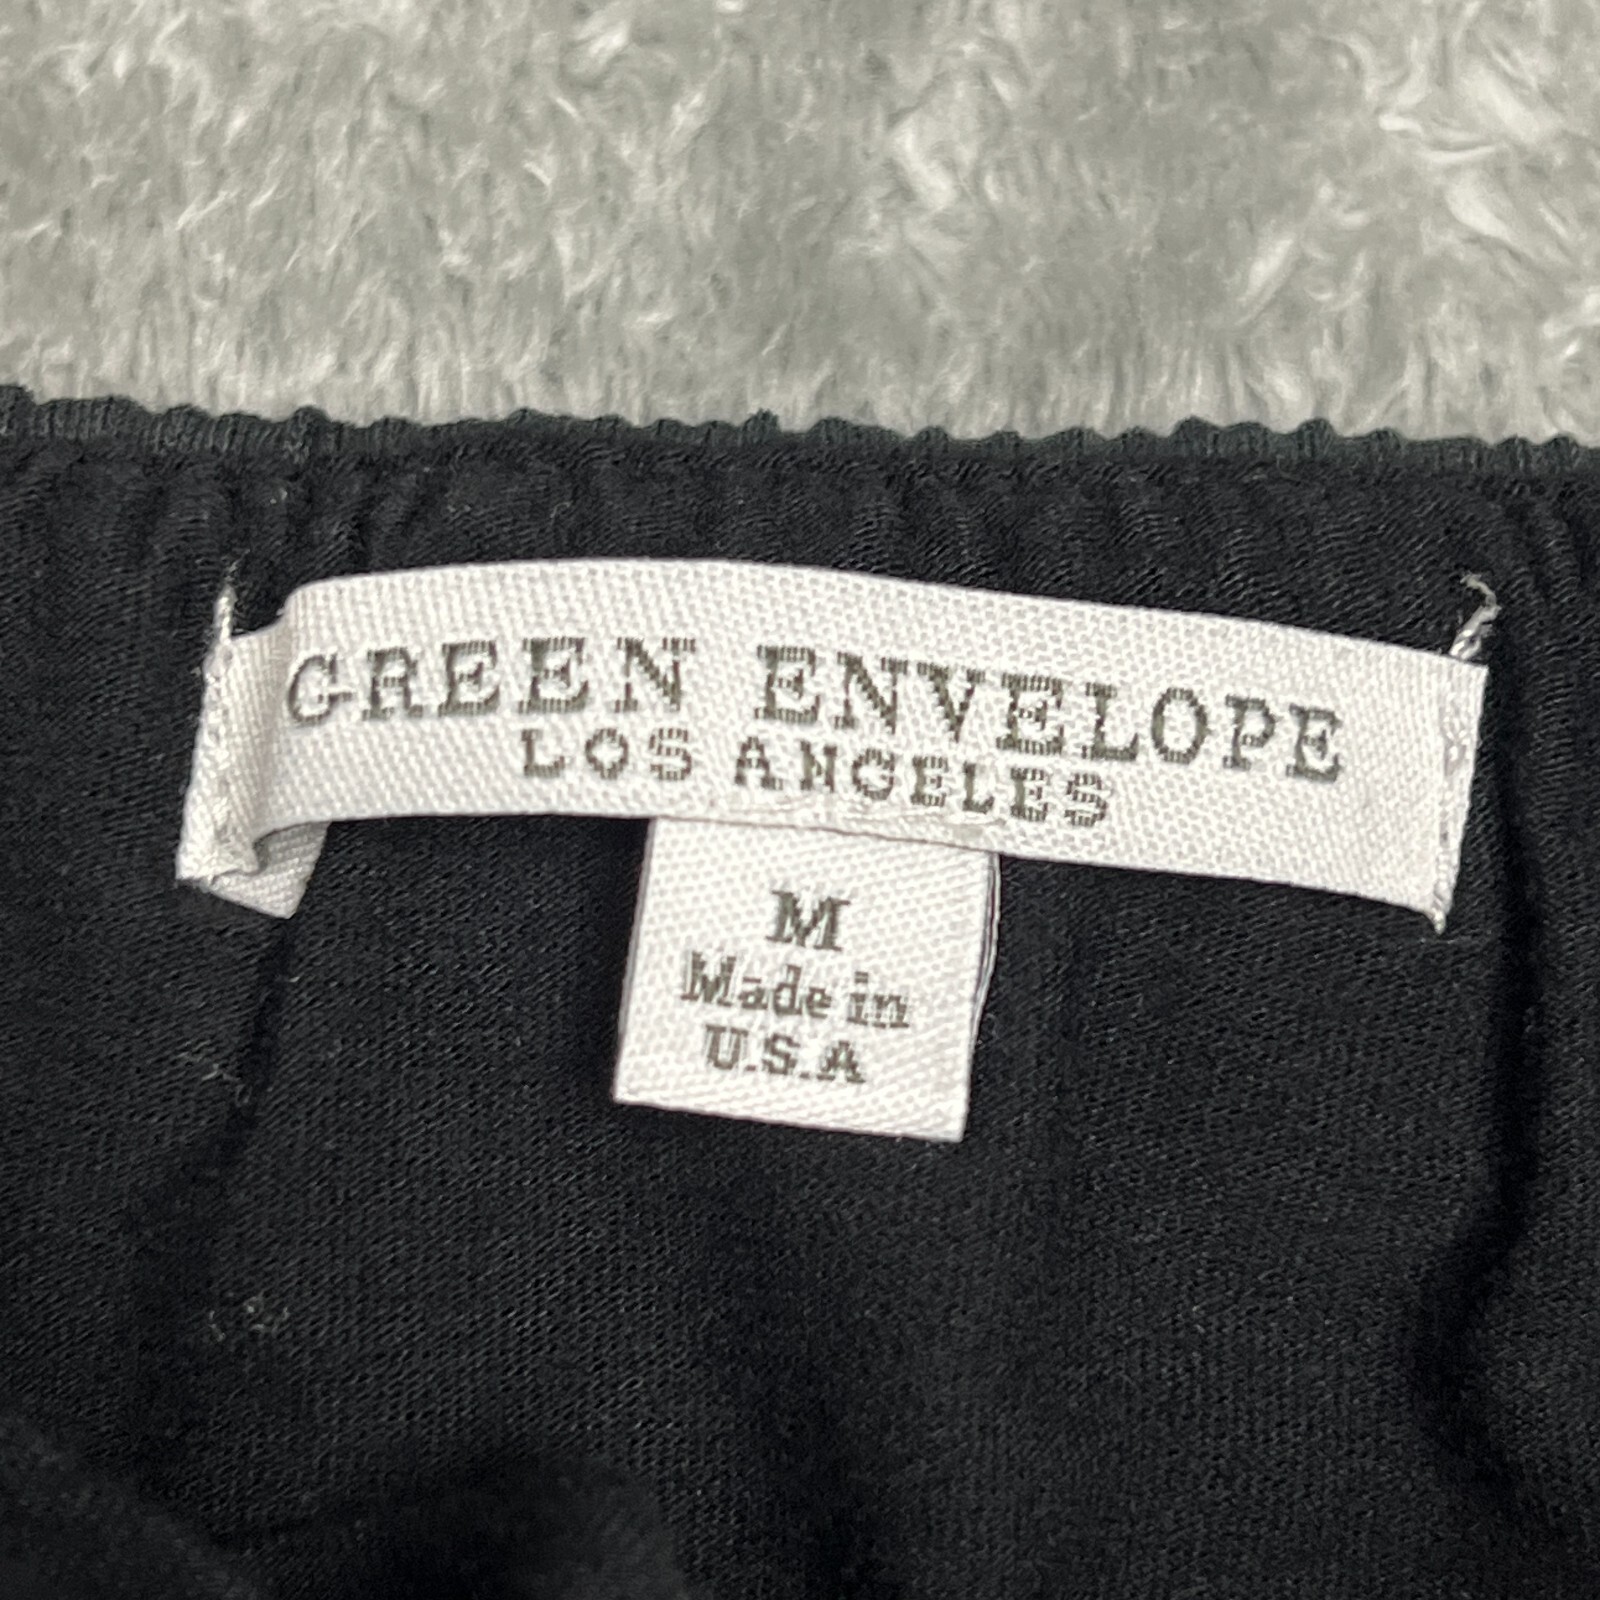 GREEN ENVELOPE
LOS ANGELES
M
Made in
U.S.A